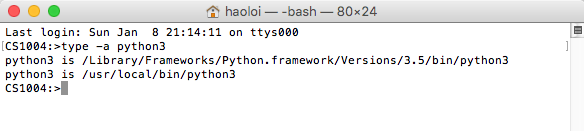 haoloi — -bash — 80×24
Last login: Sun Jan  8 21:14:11 on ttys000
[CS1004:>type -a python3                                                    ]
python3 is /Library/Frameworks/Python.framework/Versions/3.5/bin/python3
python3 is /usr/local/bin/python3
CS1004:>